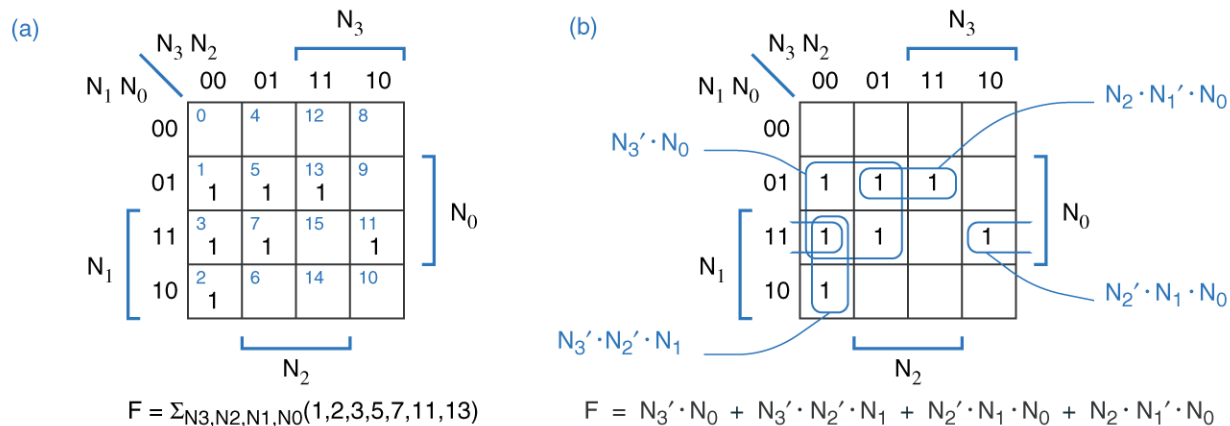 (a)
N3 N2
N3
N1 N0
00 01 11 10
00
0 4 12 8
01
1 5 13 9
1 1 1
N0
11
3 7 15 11
1 1 1
N1
10
2 6 14 10
1
N2
F = ΣN3,N2,N1,N0(1,2,3,5,7,11,13)
(b)
N3 N2
N3
N1 N0
00 01 11 10
N2 · N1′ · N0
00
N3′ · N0
01 1 1 1
N0
11 1 1 1
N1
10 1
N2′ · N1 · N0
N3′ · N2′ · N1
N2
F = N3′ · N0 + N3′ · N2′ · N1 + N2′ · N1 · N0 + N2 · N1′ · N0